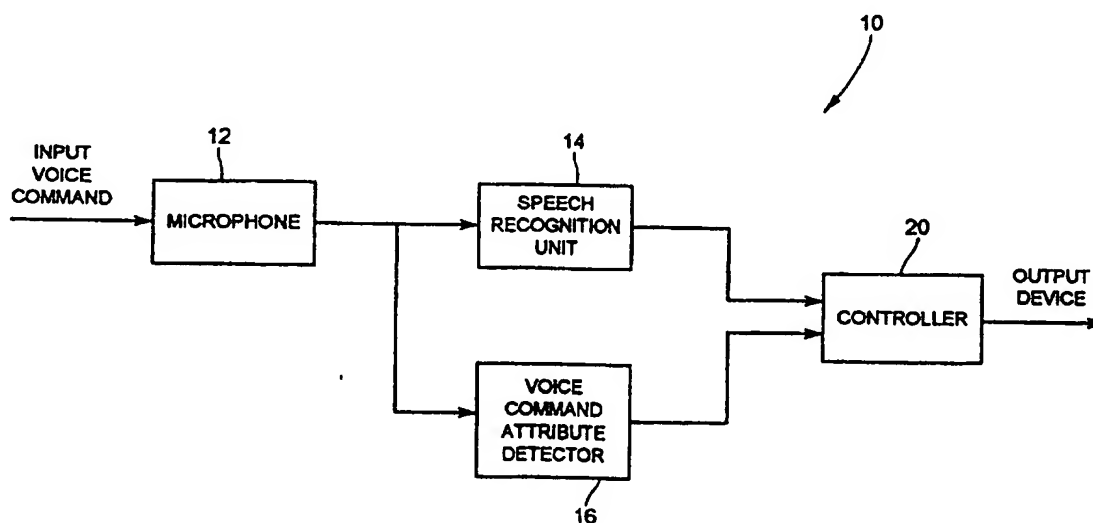 10
INPUT
VOICE
COMMAND
12
MICROPHONE
14
SPEECH
RECOGNITION
UNIT
20
CONTROLLER
OUTPUT
DEVICE
VOICE
COMMAND
ATTRIBUTE
DETECTOR
16